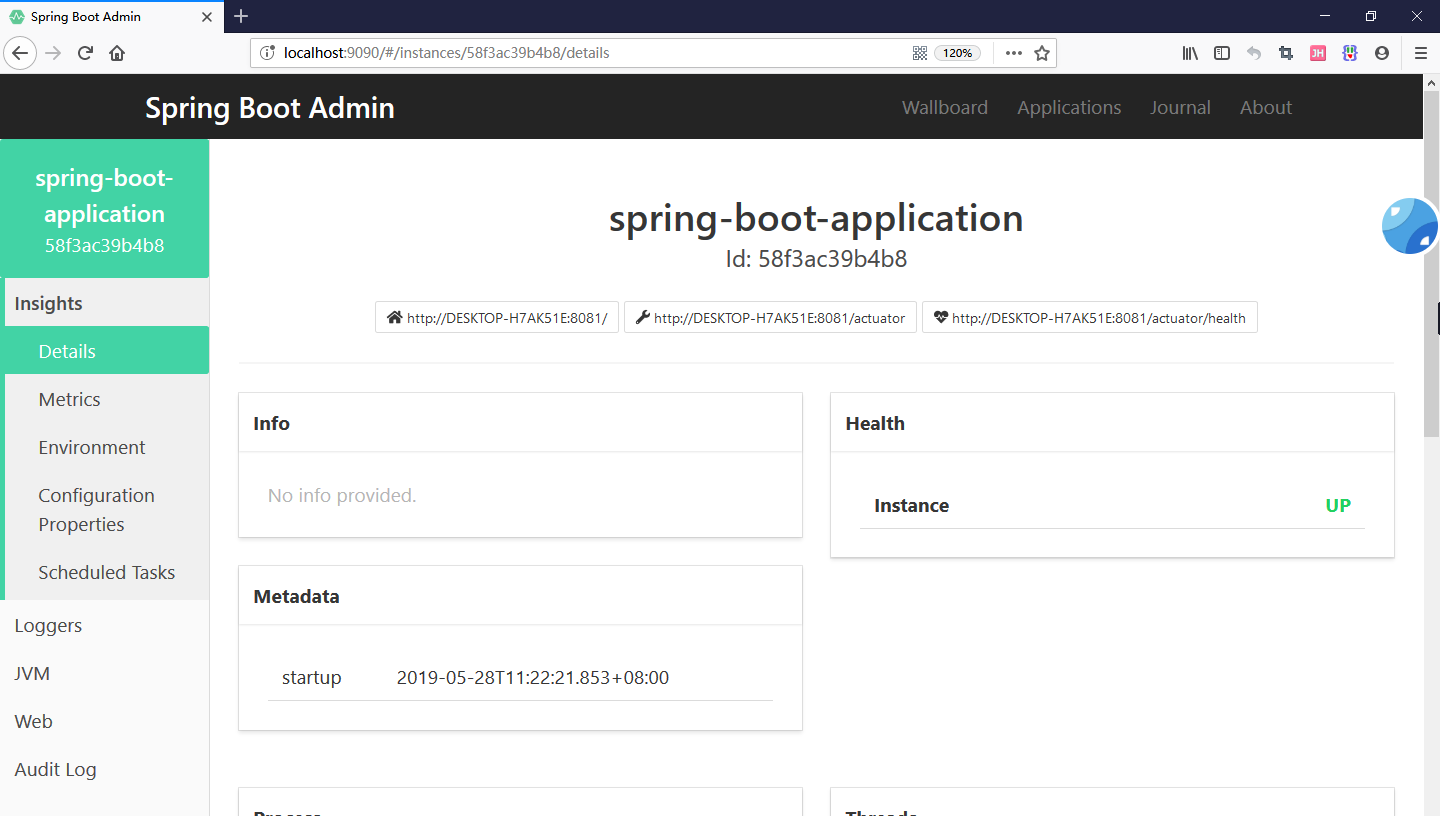 Spring Boot Admin
localhost:9090/#/instances/58f3ac39b4b8/details
120%
JH
Spring Boot Admin
Wallboard
Applications
Journal
About
spring-boot-
application
58f3ac39b4b8
Insights
Details
Metrics
Environment
Configuration
Properties
Scheduled Tasks
Loggers
JVM
Web
Audit Log
spring-boot-application
Id: 58f3ac39b4b8
http://DESKTOP-H7AK51E:8081/
http://DESKTOP-H7AK51E:8081/actuator
http://DESKTOP-H7AK51E:8081/actuator/health
Info
No info provided.
Health
Instance UP
Metadata
startup 2019-05-28T11:22:21.853+08:00
Process
Threads